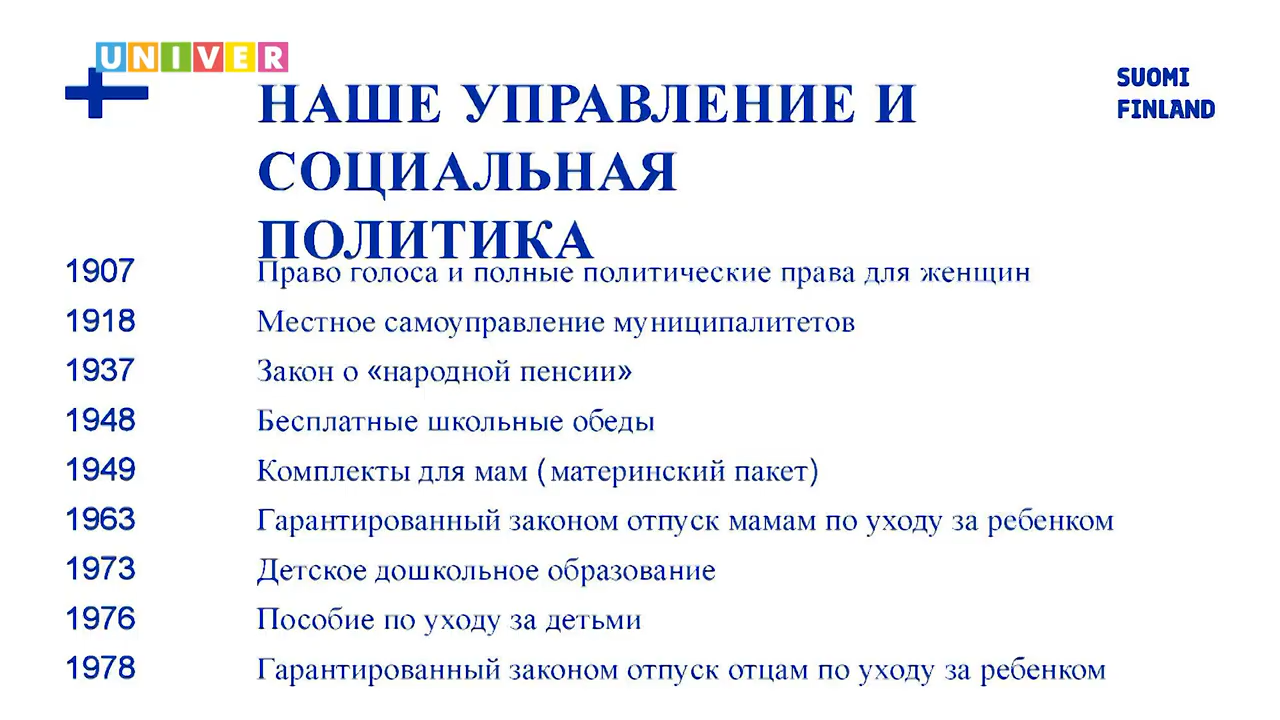 UNIVER
SUOMI
FINLAND
НАШЕ УПРАВЛЕНИЕ И
СОЦИАЛЬНАЯ
ПОЛИТИКА
1907 Право голоса и полные политические права для женщин
1918 Местное самоуправление муниципалитетов
1937 Закон о «народной пенсии»
1948 Бесплатные школьные обеды
1949 Комплекты для мам (материнский пакет)
1963 Гарантированный законом отпуск мамам по уходу за ребенком
1973 Детское дошкольное образование
1976 Пособие по уходу за детьми
1978 Гарантированный законом отпуск отцам по уходу за ребенком